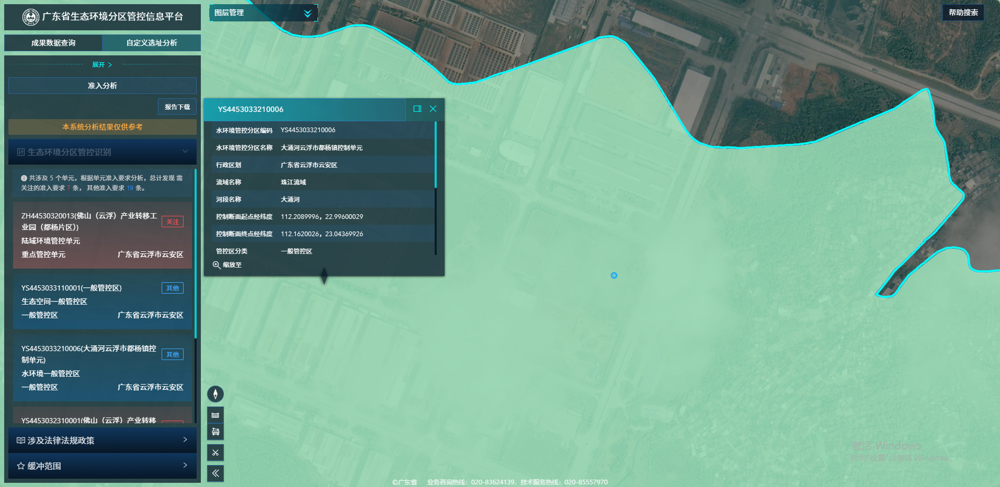 广东省生态环境分区管控信息平台
成果数据查询
自定义选址分析
展开
准入分析
报告下载
本系统分析结果仅供参考
生态环境分区管控识别
共涉及 5 个单元，根据单元准入要求分析，总计发现 需
关注的准入要求 7 条， 其他准入要求 19 条。
ZH44530320013(佛山（云浮）产业转移工
业园（都杨片区）)
关注
陆域环境管控单元
重点管控单元
广东省云浮市云安区
YS4453033110001(一般管控区)
其他
生态空间一般管控区
一般管控区
广东省云浮市云安区
YS4453033210006(大涌河云浮市都杨镇控
制单元)
其他
水环境一般管控区
一般管控区
广东省云浮市云安区
YS4453032310001(佛山（云浮）产业转移
涉及法律法规政策
缓冲范围
图层管理
帮助搜索
YS4453033210006
水环境管控分区编码 YS4453033210006
水环境管控分区名称 大涌河云浮市都杨镇控制单元
行政区划 广东省云浮市云安区
流域名称 珠江流域
河段名称 大涌河
控制断面起点经纬度 112.2089996，22.99600029
控制断面终点经纬度 112.1620026，23.04369926
管控区分类 一般管控区
缩放至
激活 Windows
转到"设置"以激活 Windows。
©广东省 业务咨询热线：020-83624139，技术服务热线：020-85557970